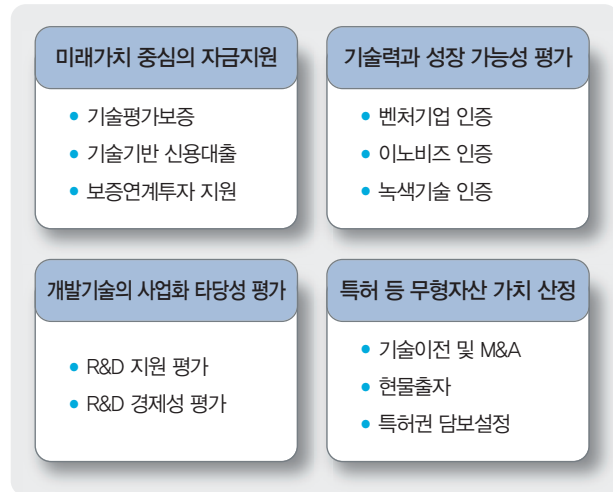 미래가치 중심의 자금지원
• 기술평가보증
• 기술기반 신용대출
• 보증연계투자 지원
기술력과 성장 가능성 평가
• 벤처기업 인증
• 이노비즈 인증
• 녹색기술 인증
개발기술의 사업화 타당성 평가
• R&D 지원 평가
• R&D 경제성 평가
특허 등 무형자산 가치 산정
• 기술이전 및 M&A
• 현물출자
• 특허권 담보설정